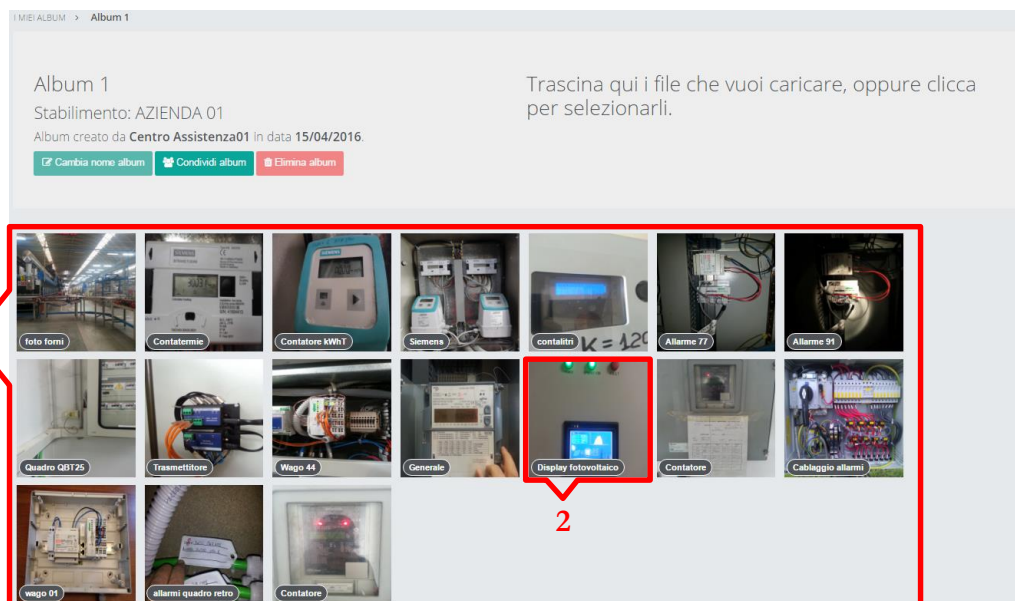 I MIEI ALBUM > Album 1
Album 1
Stabilimento: AZIENDA 01
Album creato da Centro Assistenza01 in data 15/04/2016.
Cambia nome album Condividi album Elimina album
Trascina qui i file che vuoi caricare, oppure clicca
per selezionarli.
SIEMENS
K=120
foto forni Contatermie Contatore kWhT Siemens contalitri Allarme 77 Allarme 91
Quadro QBT25 Trasmettitore Wago 44 Generale Display fotovoltaico Contatore Cablaggio allarmi
2
wago 01 allarmi quadro retro Contatore